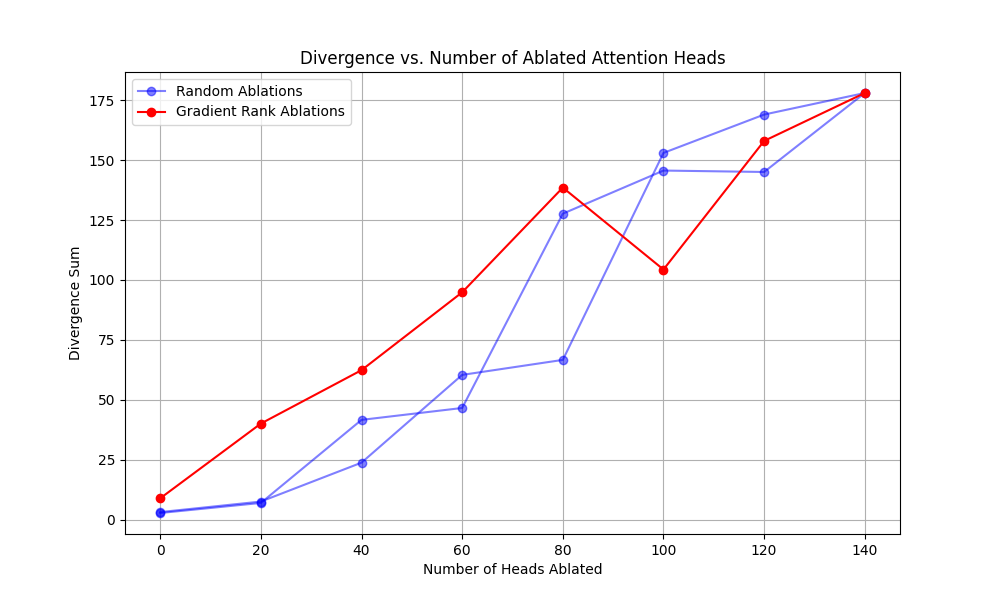 Divergence vs. Number of Ablated Attention Heads
Random Ablations
Gradient Rank Ablations
175
150
125
100
75
50
25
0
Divergence Sum
0 20 40 60 80 100 120 140
Number of Heads Ablated